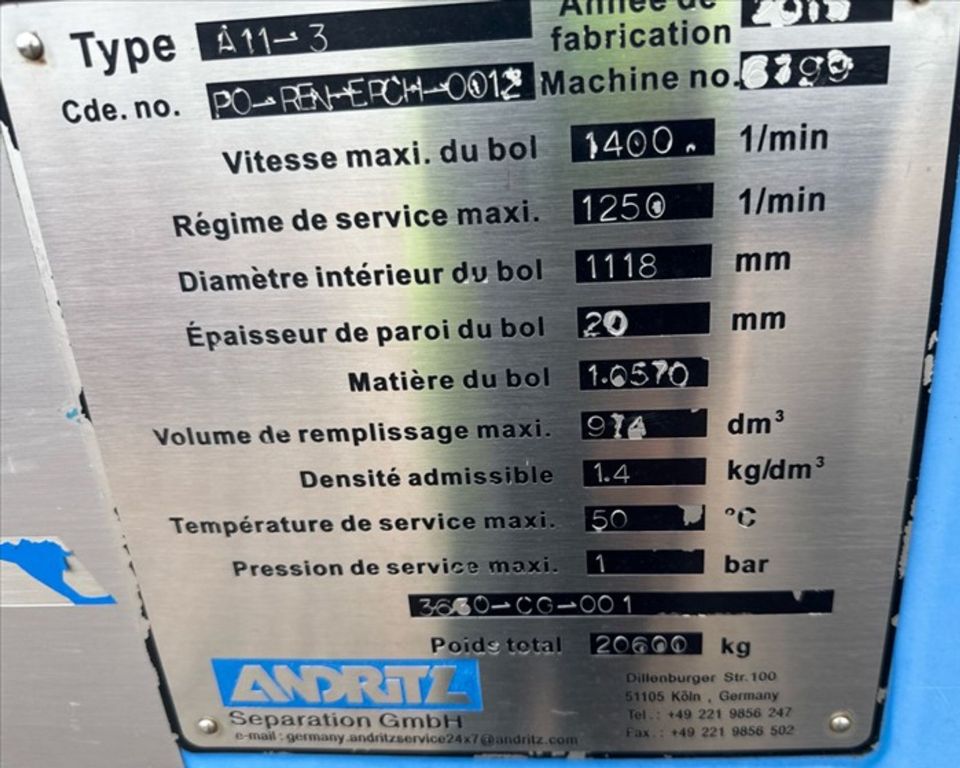 Type A11-3 Année de fabrication
Cde. no. PO-REN-EPCH-0012 Machine no.
Vitesse maxi. du bol 1400. 1/min
Régime de service maxi. 1250 1/min
Diamètre intérieur du bol 1118 mm
Épaisseur de paroi du bol 20 mm
Matière du bol 1.0570
Volume de remplissage maxi. 974 dm³
Densité admissible 1.4 kg/dm³
Température de service maxi. 50 °C
Pression de service maxi. 1 bar
3630-CG-001
Poids total 20600 kg
ANDRITZ
Separation GmbH
e-mail : germany.andritzservice24x7@andritz.com
Dillenburger Str. 100
51105 Köln , Germany
Tel. : +49 221 9856 247
Fax. : +49 221 9856 502